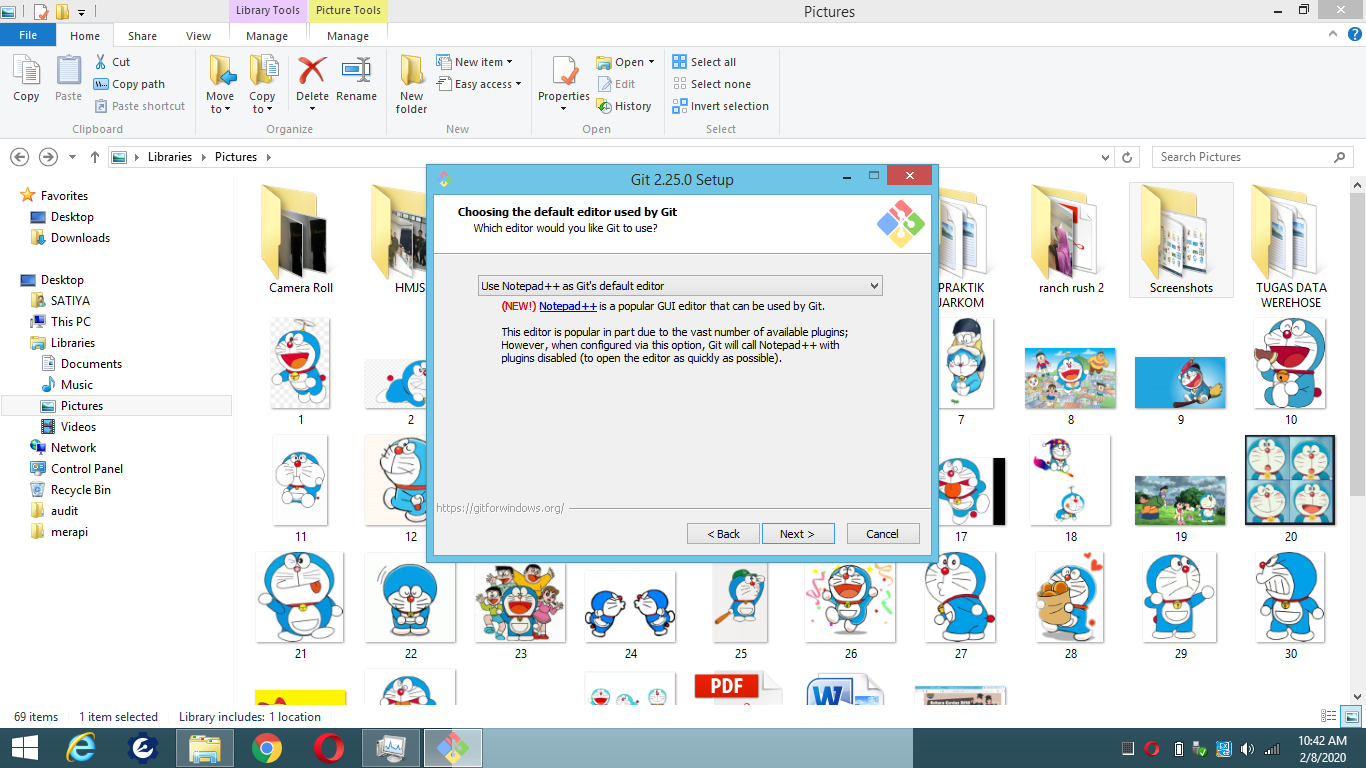 Library Tools
Picture Tools
Pictures
File
Home
Share
View
Manage
Manage
Copy
Paste
Cut
Copy path
Paste shortcut
Clipboard
Move to
Copy to
Delete
Rename
Organize
New folder
New item
Easy access
New
Properties
Open
Edit
History
Open
Select all
Select none
Invert selection
Select
Libraries
Pictures
Search Pictures
Favorites
Desktop
Downloads
Desktop
SATIYA
This PC
Libraries
Documents
Music
Pictures
Videos
Network
Control Panel
Recycle Bin
audit
merapi
Camera Roll
HMJS
PRAKTIK
JARKOM
ranch rush 2
Screenshots
TUGAS DATA
WEREHOSE
1
2
7
8
9
10
11
12
17
18
19
20
21
22
23
24
25
26
27
28
29
30
PDF
W
Git 2.25.0 Setup
Choosing the default editor used by Git
Which editor would you like Git to use?
Use Notepad++ as Git's default editor
(NEW!) Notepad++ is a popular GUI editor that can be used by Git.
This editor is popular in part due to the vast number of available plugins;
However, when configured via this option, Git will call Notepad++ with
plugins disabled (to open the editor as quickly as possible).
https://gitforwindows.org/
< Back
Next >
Cancel
69 items
1 item selected
Library includes: 1 location
10:42 AM
2/8/2020